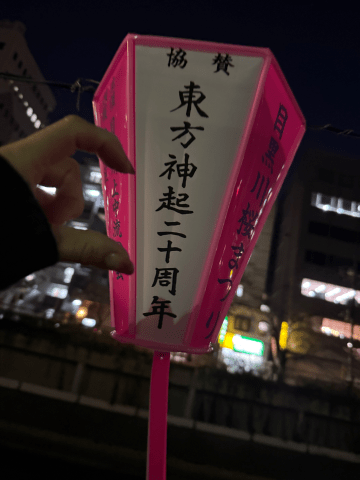 協賛
東方神起二十周年
目黒川桜まつり